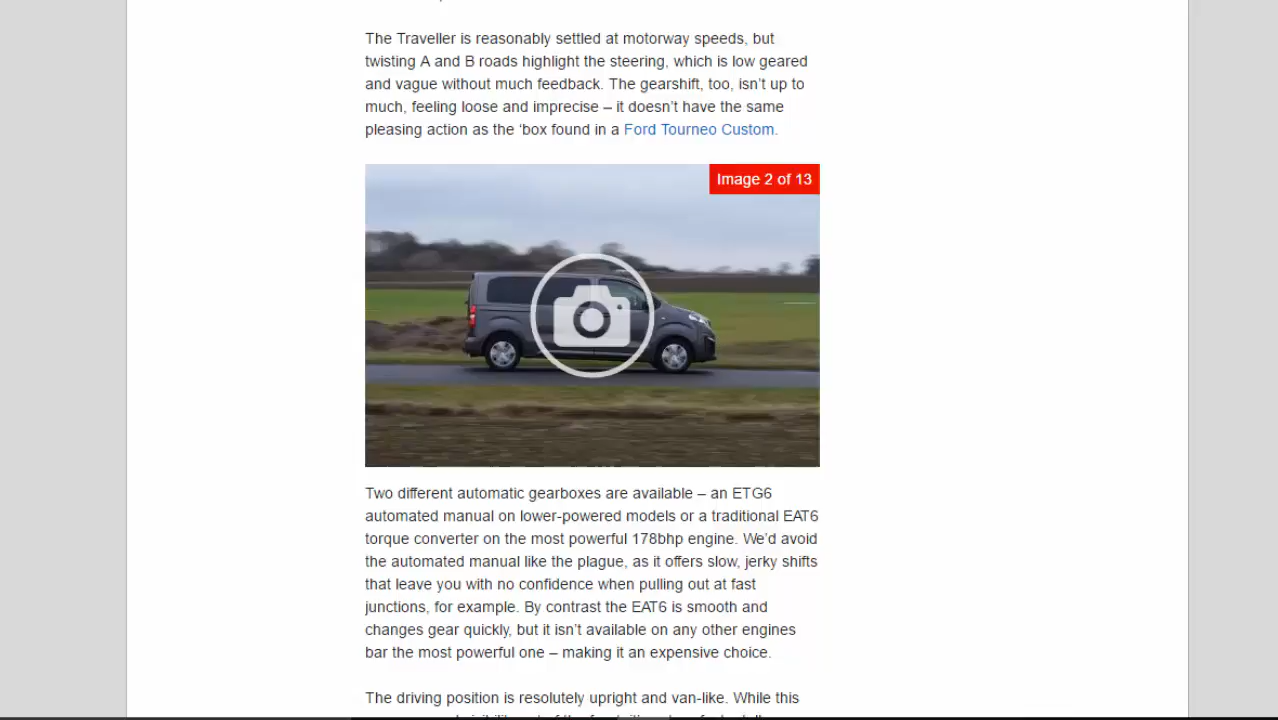 The Traveller is reasonably settled at motorway speeds, but
twisting A and B roads highlight the steering, which is low geared
and vague without much feedback. The gearshift, too, isn’t up to
much, feeling loose and imprecise – it doesn’t have the same
pleasing action as the ‘box found in a Ford Tourneo Custom.
Image 2 of 13
Two different automatic gearboxes are available – an ETG6
automated manual on lower-powered models or a traditional EAT6
torque converter on the most powerful 178bhp engine. We’d avoid
the automated manual like the plague, as it offers slow, jerky shifts
that leave you with no confidence when pulling out at fast
junctions, for example. By contrast the EAT6 is smooth and
changes gear quickly, but it isn’t available on any other engines
bar the most powerful one – making it an expensive choice.
The driving position is resolutely upright and van-like. While this